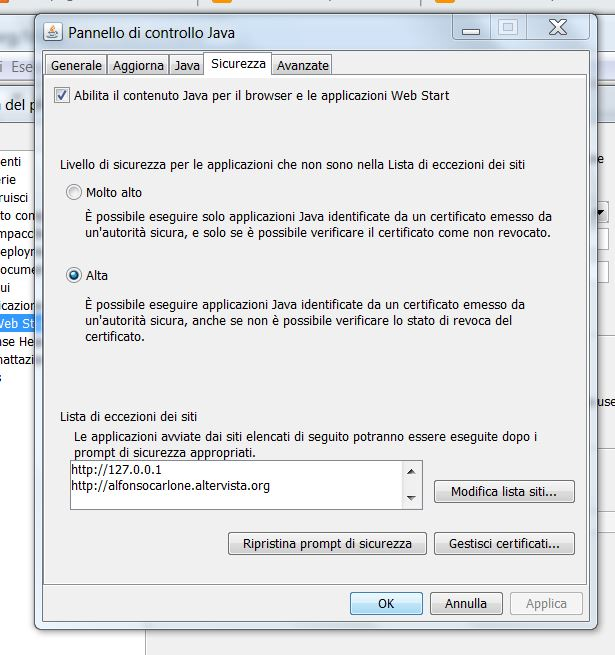 Pannello di controllo Java
Generale Aggiorna Java Sicurezza Avanzate
Abilita il contenuto Java per il browser e le applicazioni Web Start
Livello di sicurezza per le applicazioni che non sono nella Lista di eccezioni dei siti
Molto alto
È possibile eseguire solo applicazioni Java identificate da un certificato emesso da
un'autorità sicura, e solo se è possibile verificare il certificato come non revocato.
Alta
È possibile eseguire applicazioni Java identificate da un certificato emesso da
un'autorità sicura, anche se non è possibile verificare lo stato di revoca del
certificato.
Lista di eccezioni dei siti
Le applicazioni avviate dai siti elencati di seguito potranno essere eseguite dopo i
prompt di sicurezza appropriati.
http://127.0.0.1
http://alfonsocarlone.altervista.org
Modifica lista siti...
Ripristina prompt di sicurezza Gestisci certificati...
OK Annulla Applica